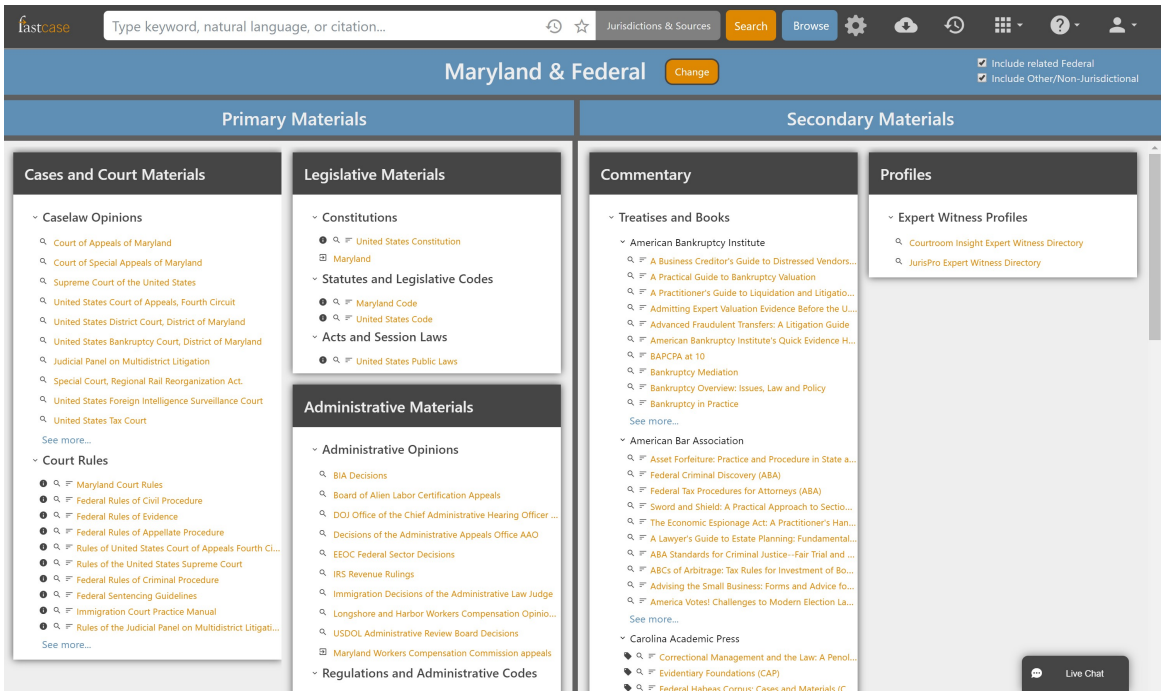 fastcase
Type keyword, natural language, or citation...
Jurisdictions & Sources
Search
Browse
Maryland & Federal
Change
Include related Federal
Include Other/Non-Jurisdictional
Primary Materials
Secondary Materials
Cases and Court Materials
Caselaw Opinions
Court of Appeals of Maryland
Court of Special Appeals of Maryland
Supreme Court of the United States
United States Court of Appeals, Fourth Circuit
United States District Court, District of Maryland
United States Bankruptcy Court, District of Maryland
Judicial Panel on Multidistrict Litigation
Special Court, Regional Rail Reorganization Act.
United States Foreign Intelligence Surveillance Court
United States Tax Court
See more...
Court Rules
Maryland Court Rules
Federal Rules of Civil Procedure
Federal Rules of Evidence
Federal Rules of Appellate Procedure
Rules of United States Court of Appeals Fourth Ci...
Rules of the United States Supreme Court
Federal Rules of Criminal Procedure
Federal Sentencing Guidelines
Immigration Court Practice Manual
Rules of the Judicial Panel on Multidistrict Litigati...
See more...
Legislative Materials
Constitutions
United States Constitution
Maryland
Statutes and Legislative Codes
Maryland Code
United States Code
Acts and Session Laws
United States Public Laws
Administrative Materials
Administrative Opinions
BIA Decisions
Board of Alien Labor Certification Appeals
DOJ Office of the Chief Administrative Hearing Officer ...
Decisions of the Administrative Appeals Office AAO
EEOC Federal Sector Decisions
IRS Revenue Rulings
Immigration Decisions of the Administrative Law Judge
Longshore and Harbor Workers Compensation Opinio...
USDOL Administrative Review Board Decisions
Maryland Workers Compensation Commission appeals
Regulations and Administrative Codes
Commentary
Treatises and Books
American Bankruptcy Institute
A Business Creditor's Guide to Distressed Vendors...
A Practical Guide to Bankruptcy Valuation
A Practitioner's Guide to Liquidation and Litigatio...
Admitting Expert Valuation Evidence Before the U....
Advanced Fraudulent Transfers: A Litigation Guide
American Bankruptcy Institute's Quick Evidence H...
BAPCPA at 10
Bankruptcy Mediation
Bankruptcy Overview: Issues, Law and Policy
Bankruptcy in Practice
See more...
American Bar Association
Asset Forfeiture: Practice and Procedure in State a...
Federal Criminal Discovery (ABA)
Federal Tax Procedures for Attorneys (ABA)
Sword and Shield: A Practical Approach to Sectio...
The Economic Espionage Act: A Practitioner's Han...
A Lawyer's Guide to Estate Planning: Fundamental...
ABA Standards for Criminal Justice--Fair Trial and ...
ABCs of Arbitrage: Tax Rules for Investment of Bo...
Advising the Small Business: Forms and Advice fo...
America Votes! Challenges to Modern Election La...
See more...
Carolina Academic Press
Correctional Management and the Law: A Penol...
Evidentiary Foundations (CAP)
Federal Habeas Corpus: Cases and Materials (C...
Profiles
Expert Witness Profiles
Courtroom Insight Expert Witness Directory
JurisPro Expert Witness Directory
Live Chat